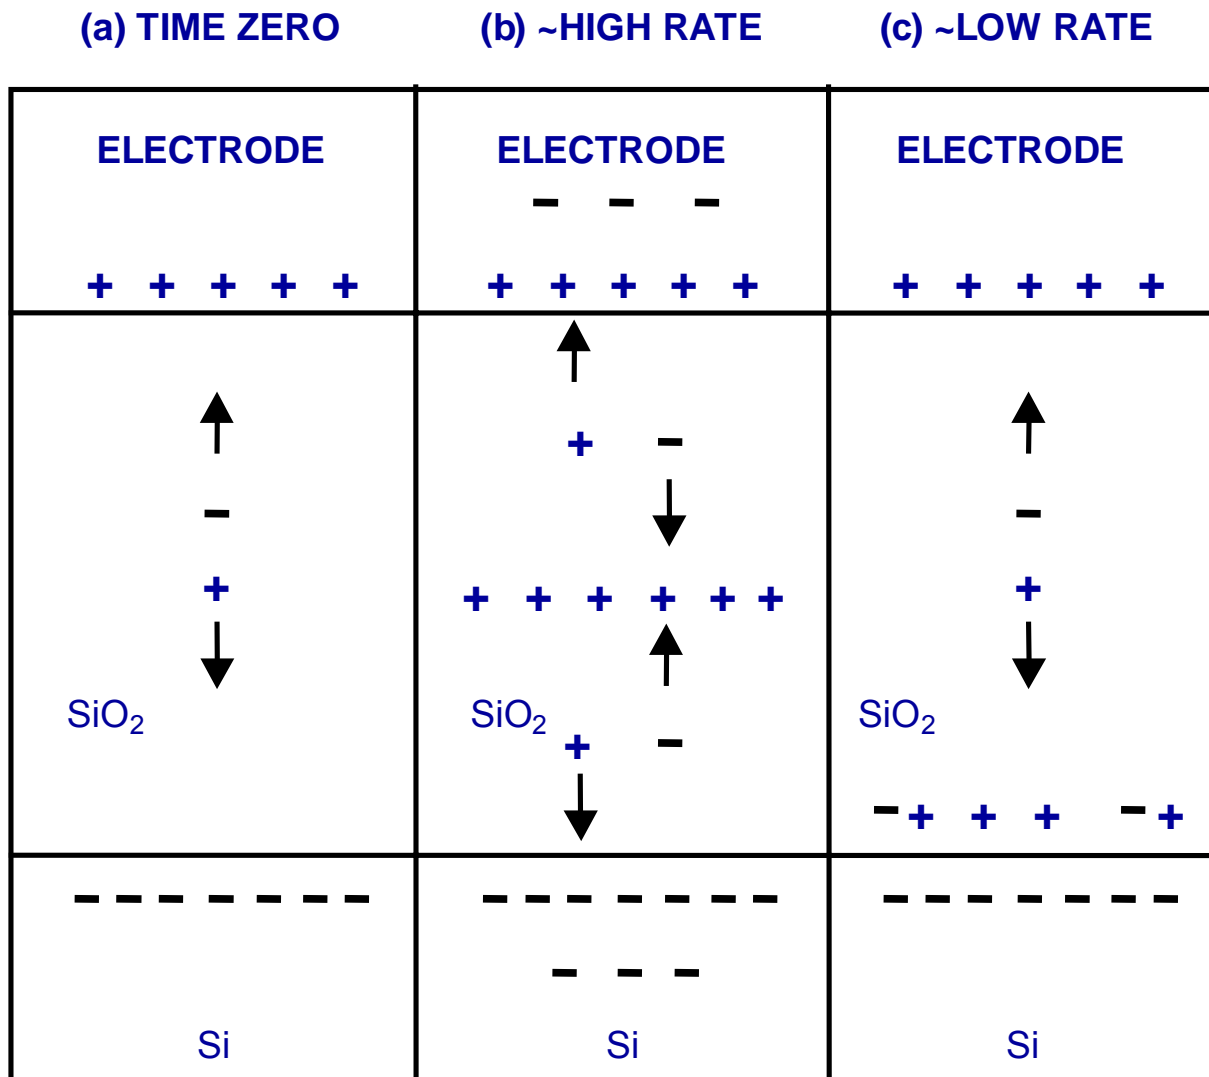 (a) TIME ZERO (b) ~HIGH RATE (c) ~LOW RATE
ELECTRODE ELECTRODE ELECTRODE
- - -
+ + + + + + + + + + + + + + +
+ -
- -
+ +
+ + + + + +
SiO₂ SiO₂ SiO₂
+ -
- + + + - +
- - - - - - - - - - - - - - - - - - - - -
- - -
Si Si Si